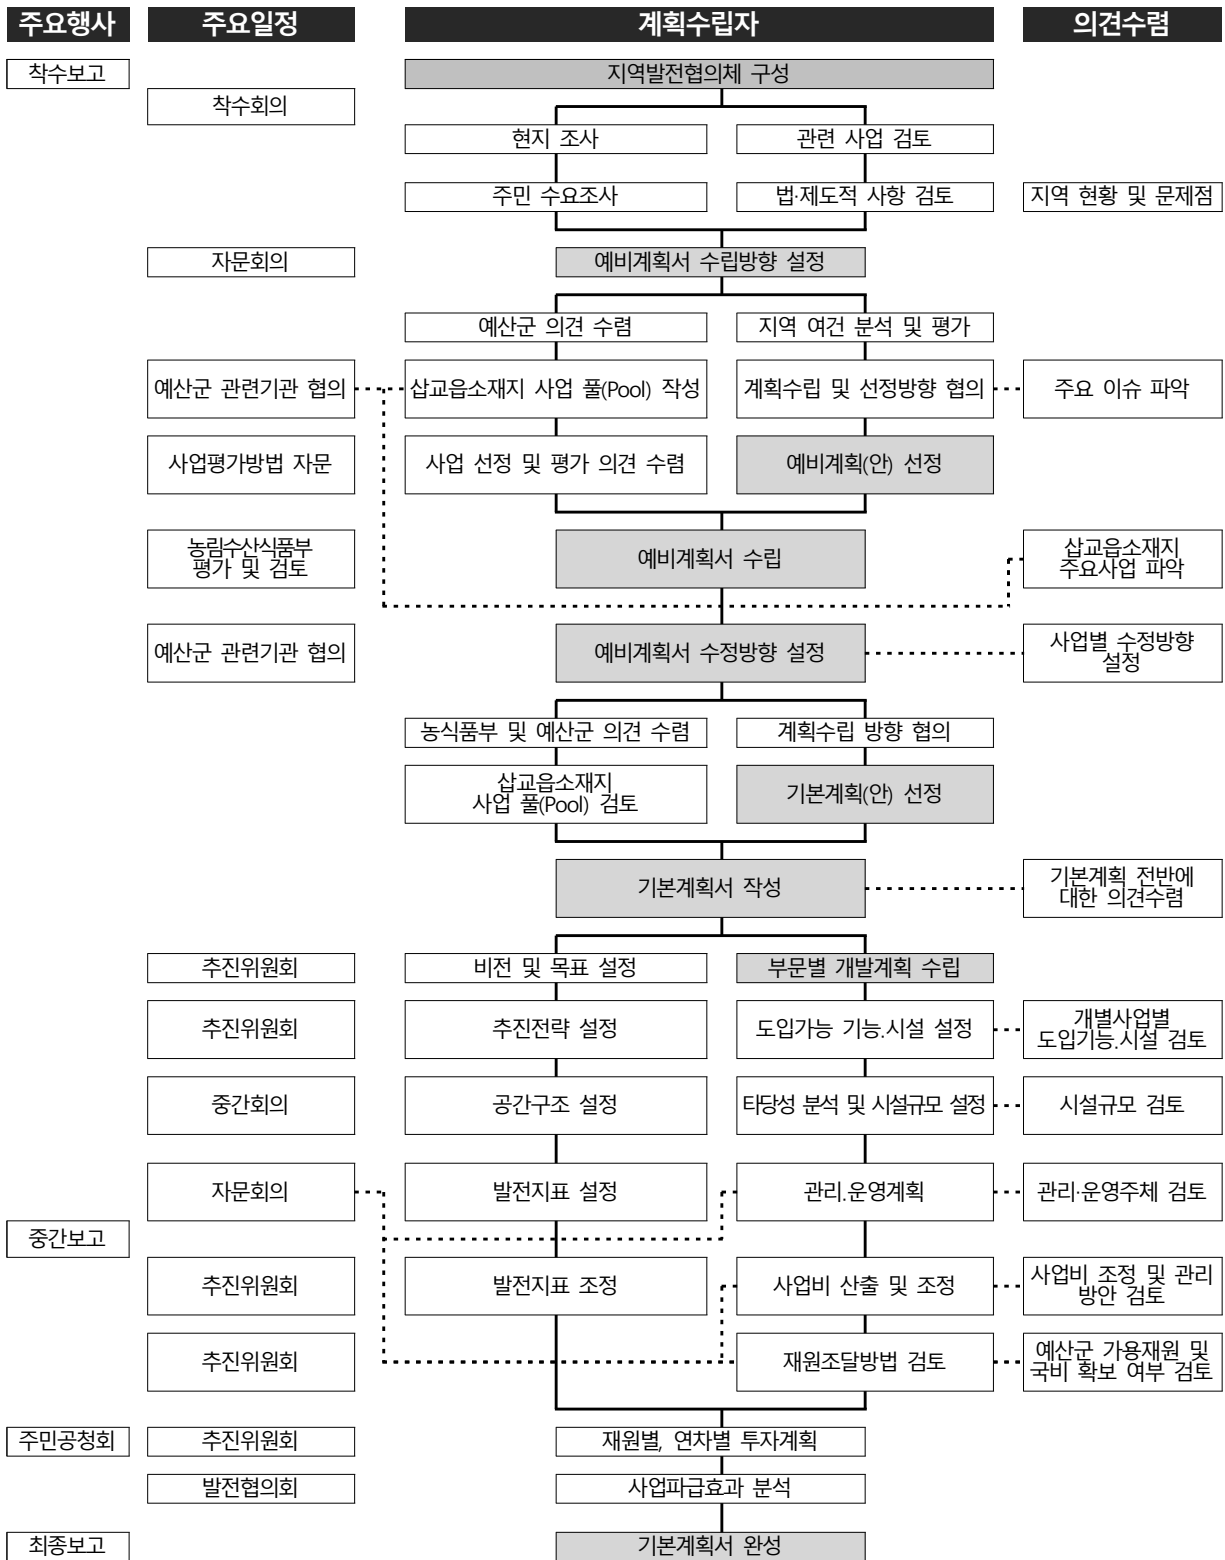 주요행사 주요일정 계획수립자 의견수렴
착수보고 지역발전협의체 구성
착수회의
현지 조사 관련 사업 검토
주민 수요조사 법·제도적 사항 검토 지역 현황 및 문제점
자문회의 예비계획서 수립방향 설정
예산군 의견 수렴 지역 여건 분석 및 평가
예산군 관련기관 협의 삽교읍소재지 사업 풀(Pool) 작성 계획수립 및 선정방향 협의 주요 이슈 파악
사업평가방법 자문 사업 선정 및 평가 의견 수렴 예비계획(안) 선정
농림수산식품부
평가 및 검토
예비계획서 수립
삽교읍소재지
주요사업 파악
예산군 관련기관 협의 예비계획서 수정방향 설정
사업별 수정방향
설정
농식품부 및 예산군 의견 수렴 계획수립 방향 협의
삽교읍소재지
사업 풀(Pool) 검토
기본계획(안) 선정
기본계획서 작성
기본계획 전반에
대한 의견수렴
추진위원회 비전 및 목표 설정 부문별 개발계획 수립
추진위원회 추진전략 설정 도입가능 기능.시설 설정
개별사업별
도입기능.시설 검토
중간회의 공간구조 설정 타당성 분석 및 시설규모 설정 시설규모 검토
자문회의 발전지표 설정 관리.운영계획 관리·운영주체 검토
중간보고
추진위원회 발전지표 조정 사업비 산출 및 조정
사업비 조정 및 관리
방안 검토
추진위원회 재원조달방법 검토
예산군 가용재원 및
국비 확보 여부 검토
주민공청회 추진위원회 재원별, 연차별 투자계획
발전협의회 사업파급효과 분석
최종보고 기본계획서 완성